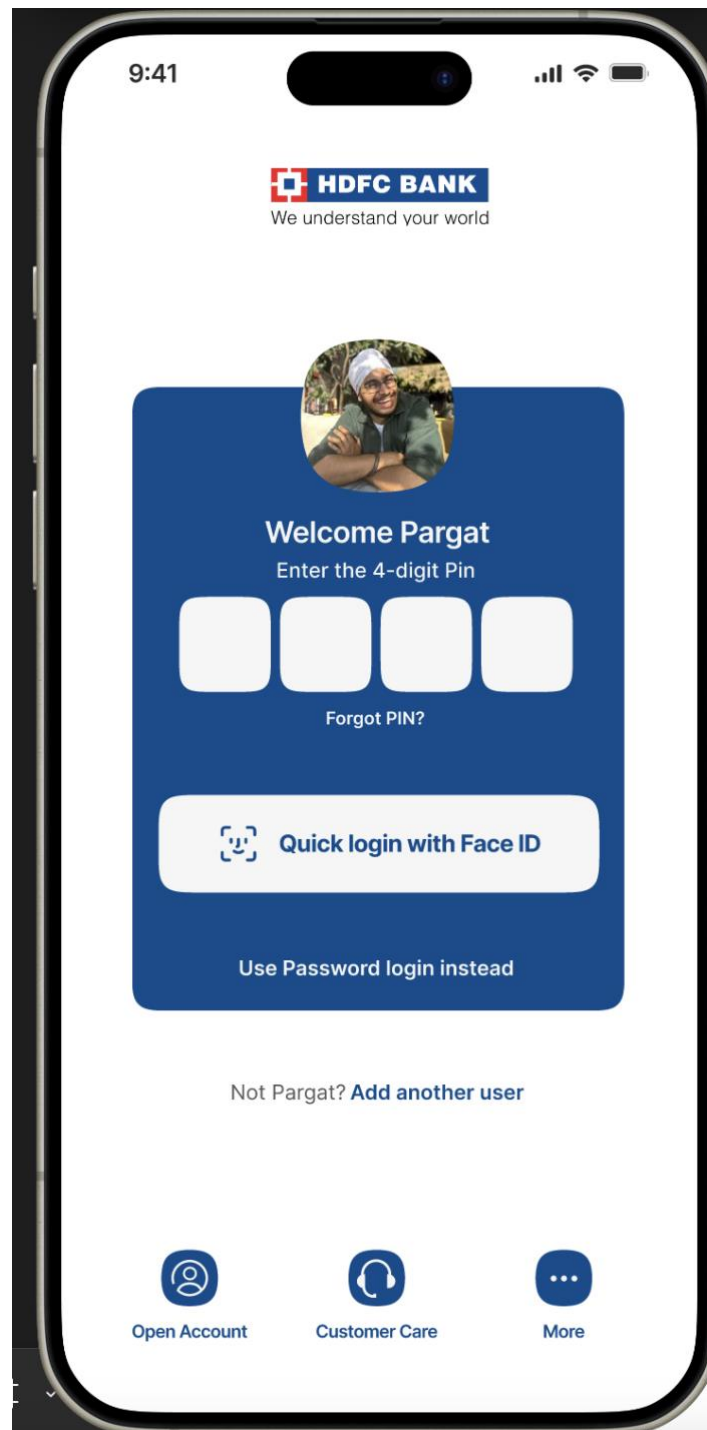 9:41
HDFC BANK
We understand your world
Welcome Pargat
Enter the 4-digit Pin
Forgot PIN?
Quick login with Face ID
Use Password login instead
Not Pargat? Add another user
Open Account
Customer Care
More